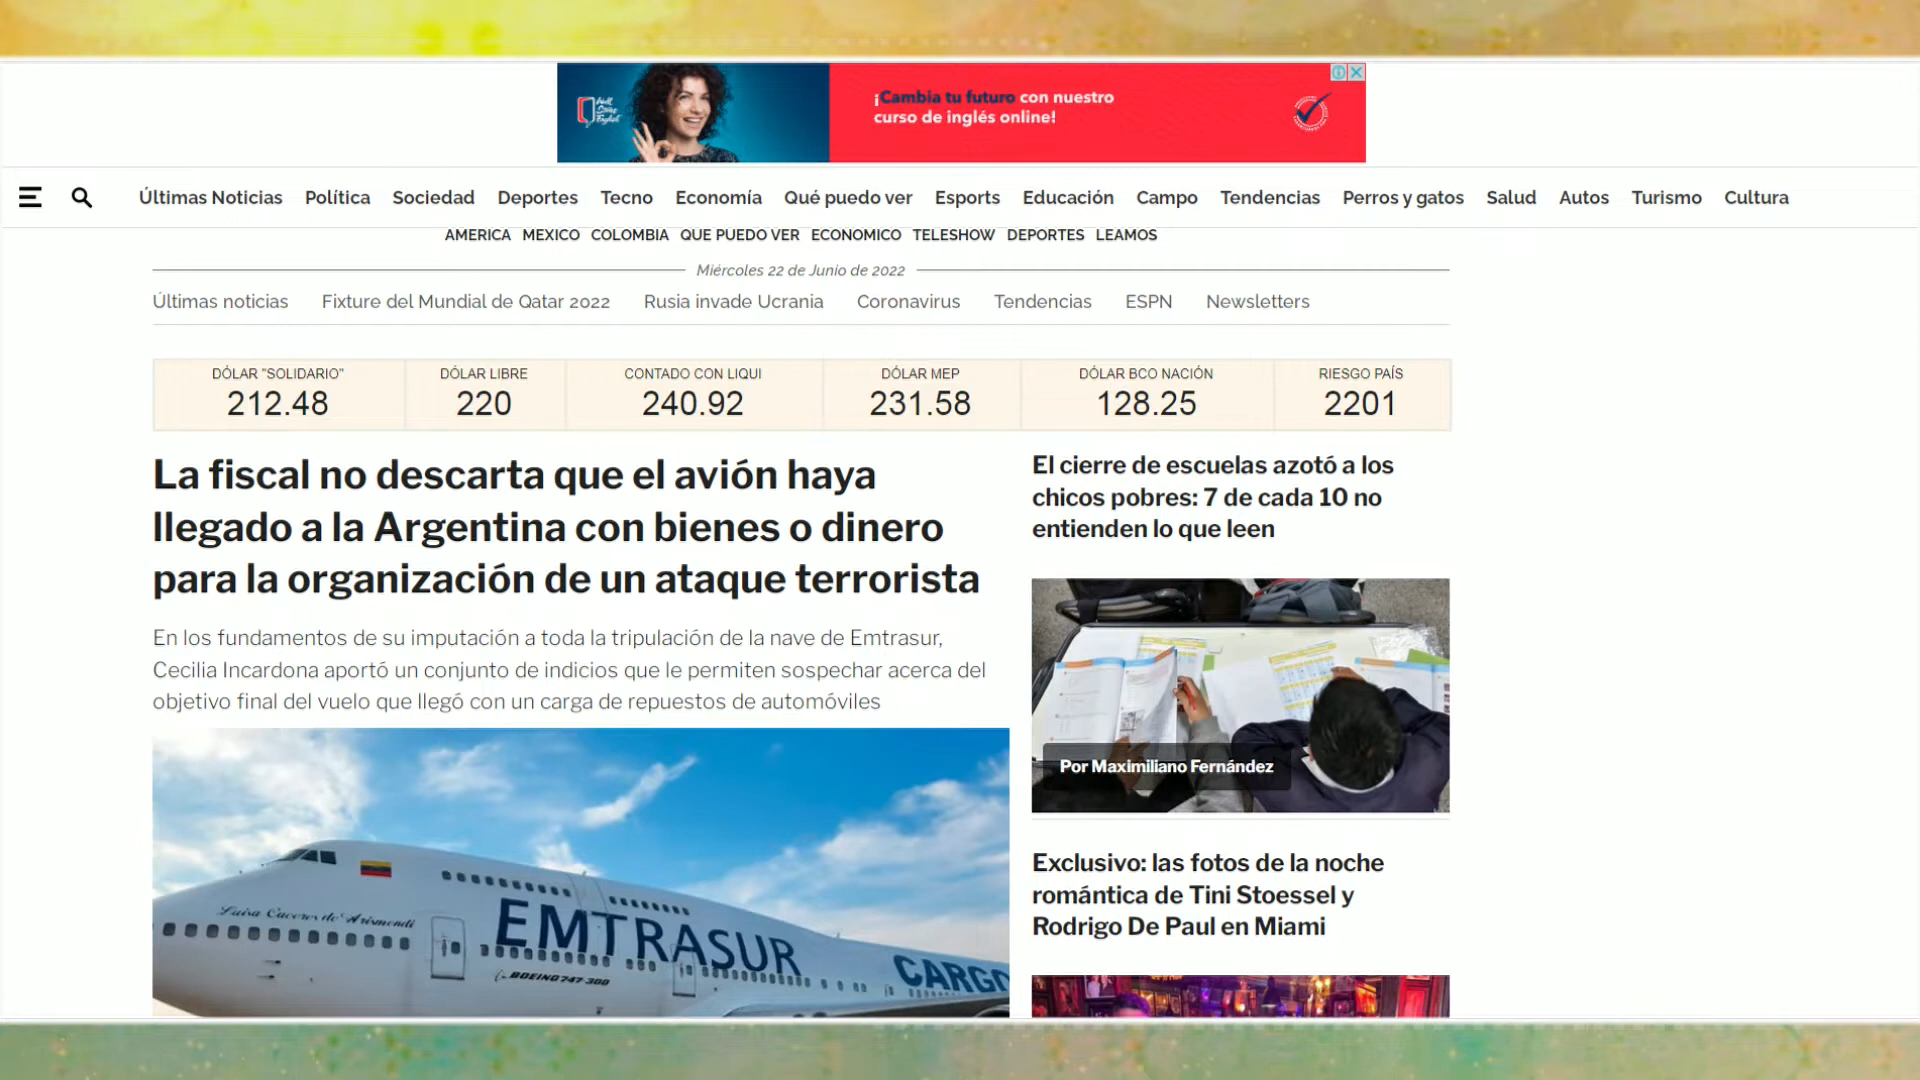 Well Come English
¡Cambia tu futuro con nuestro
curso de inglés online!
Últimas Noticias Política Sociedad Deportes Tecno Economía Qué puedo ver Esports Educación Campo Tendencias Perros y gatos Salud Autos Turismo Cultura
AMERICA MEXICO COLOMBIA QUE PUEDO VER ECONOMICO TELESHOW DEPORTES LEAMOS
Miércoles 22 de Junio de 2022
Últimas noticias Fixture del Mundial de Qatar 2022 Rusia invade Ucrania Coronavirus Tendencias ESPN Newsletters
DÓLAR "SOLIDARIO" DÓLAR LIBRE CONTADO CON LIQUI DÓLAR MEP DÓLAR BCO NACIÓN RIESGO PAÍS
212.48 220 240.92 231.58 128.25 2201
La fiscal no descarta que el avión haya
llegado a la Argentina con bienes o dinero
para la organización de un ataque terrorista
En los fundamentos de su imputación a toda la tripulación de la nave de Emtrasur,
Cecilia Incardona aportó un conjunto de indicios que le permiten sospechar acerca del
objetivo final del vuelo que llegó con un carga de repuestos de automóviles
Luisa Caceres de Arismendi
EMTRASUR
CARGO
BOEING 747-300
El cierre de escuelas azotó a los
chicos pobres: 7 de cada 10 no
entienden lo que leen
Por Maximiliano Fernández
Exclusivo: las fotos de la noche
romántica de Tini Stoessel y
Rodrigo De Paul en Miami